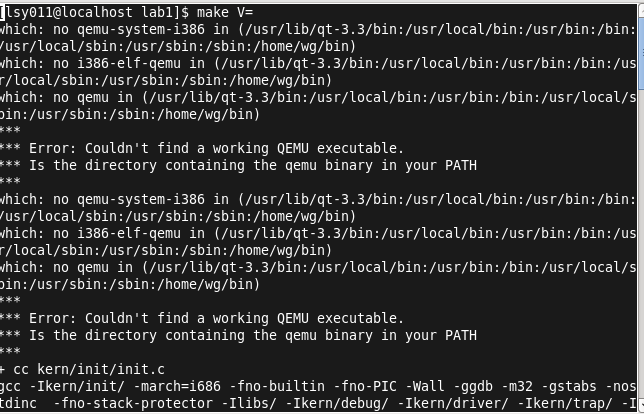 [lsy011@localhost lab1]$ make V=
which: no qemu-system-i386 in (/usr/lib/qt-3.3/bin:/usr/local/bin:/usr/bin:/bin:
/usr/local/sbin:/usr/sbin:/sbin:/home/wg/bin)
which: no i386-elf-qemu in (/usr/lib/qt-3.3/bin:/usr/local/bin:/usr/bin:/bin:/us
r/local/sbin:/usr/sbin:/sbin:/home/wg/bin)
which: no qemu in (/usr/lib/qt-3.3/bin:/usr/local/bin:/usr/bin:/bin:/usr/local/s
bin:/usr/sbin:/sbin:/home/wg/bin)
***
*** Error: Couldn't find a working QEMU executable.
*** Is the directory containing the qemu binary in your PATH
***
which: no qemu-system-i386 in (/usr/lib/qt-3.3/bin:/usr/local/bin:/usr/bin:/bin:
/usr/local/sbin:/usr/sbin:/sbin:/home/wg/bin)
which: no i386-elf-qemu in (/usr/lib/qt-3.3/bin:/usr/local/bin:/usr/bin:/bin:/us
r/local/sbin:/usr/sbin:/sbin:/home/wg/bin)
which: no qemu in (/usr/lib/qt-3.3/bin:/usr/local/bin:/usr/bin:/bin:/usr/local/s
bin:/usr/sbin:/sbin:/home/wg/bin)
***
*** Error: Couldn't find a working QEMU executable.
*** Is the directory containing the qemu binary in your PATH
***
+ cc kern/init/init.c
gcc -Ikern/init/ -march=i686 -fno-builtin -fno-PIC -Wall -ggdb -m32 -gstabs -nos
tdinc  -fno-stack-protector -Ilibs/ -Ikern/debug/ -Ikern/driver/ -Ikern/trap/ -I